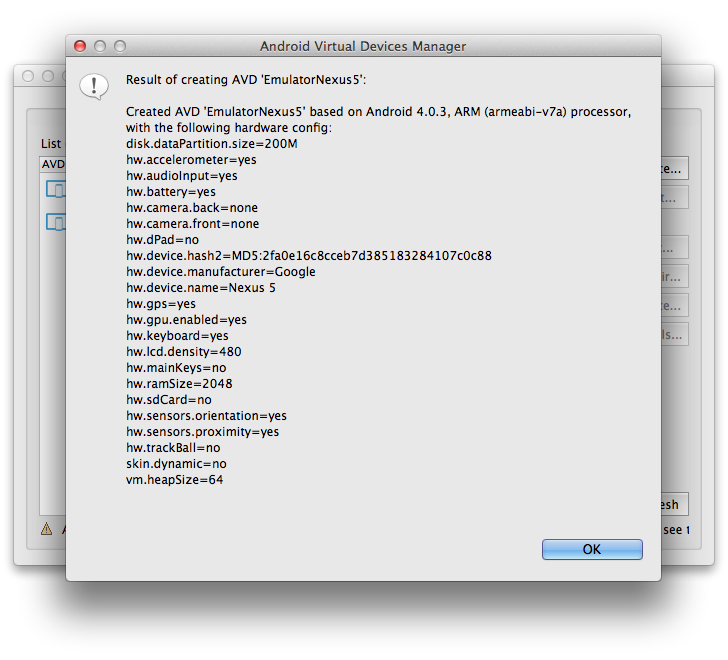 Android Virtual Devices Manager
Result of creating AVD 'EmulatorNexus5':
Created AVD 'EmulatorNexus5' based on Android 4.0.3, ARM (armeabi-v7a) processor,
with the following hardware config:
disk.dataPartition.size=200M
hw.accelerometer=yes
hw.audioInput=yes
hw.battery=yes
hw.camera.back=none
hw.camera.front=none
hw.dPad=no
hw.device.hash2=MD5:2fa0e16c8cceb7d385183284107c0c88
hw.device.manufacturer=Google
hw.device.name=Nexus 5
hw.gps=yes
hw.gpu.enabled=yes
hw.keyboard=yes
hw.lcd.density=480
hw.mainKeys=no
hw.ramSize=2048
hw.sdCard=no
hw.sensors.orientation=yes
hw.sensors.proximity=yes
hw.trackBall=no
skin.dynamic=no
vm.heapSize=64
OK
List
AVD
see